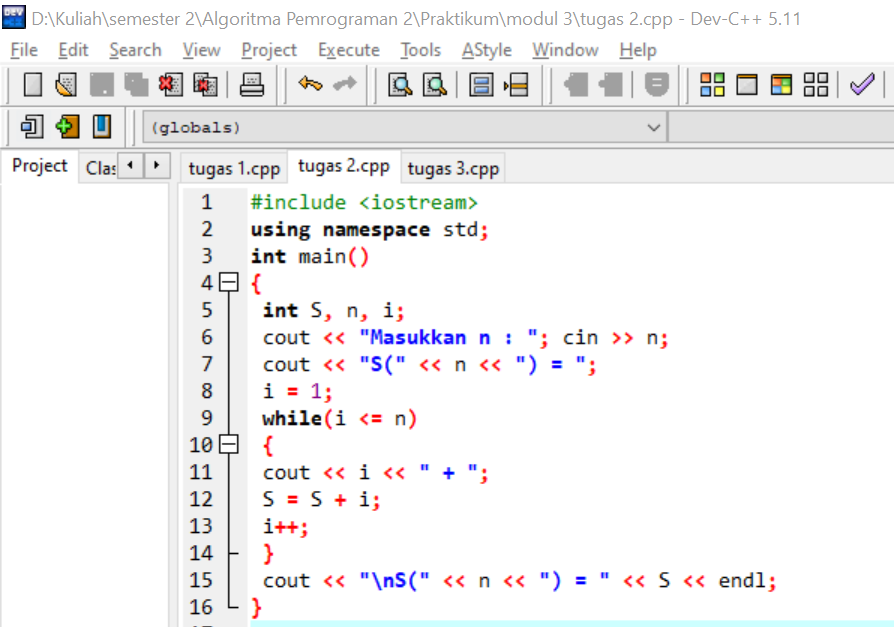 D:\Kuliah\semester 2\Algoritma Pemrograman 2\Praktikum\modul 3\tugas 2.cpp - Dev-C++ 5.11
File Edit Search View Project Execute Tools AStyle Window Help
(globals)
Project Clas tugas 1.cpp tugas 2.cpp tugas 3.cpp
1 #include <iostream>
2 using namespace std;
3 int main()
4 {
5 int S, n, i;
6 cout << "Masukkan n : "; cin >> n;
7 cout << "S(" << n << ") = ";
8 i = 1;
9 while(i <= n)
10 {
11 cout << i << " + ";
12 S = S + i;
13 i++;
14 }
15 cout << "\nS(" << n << ") = " << S << endl;
16 }